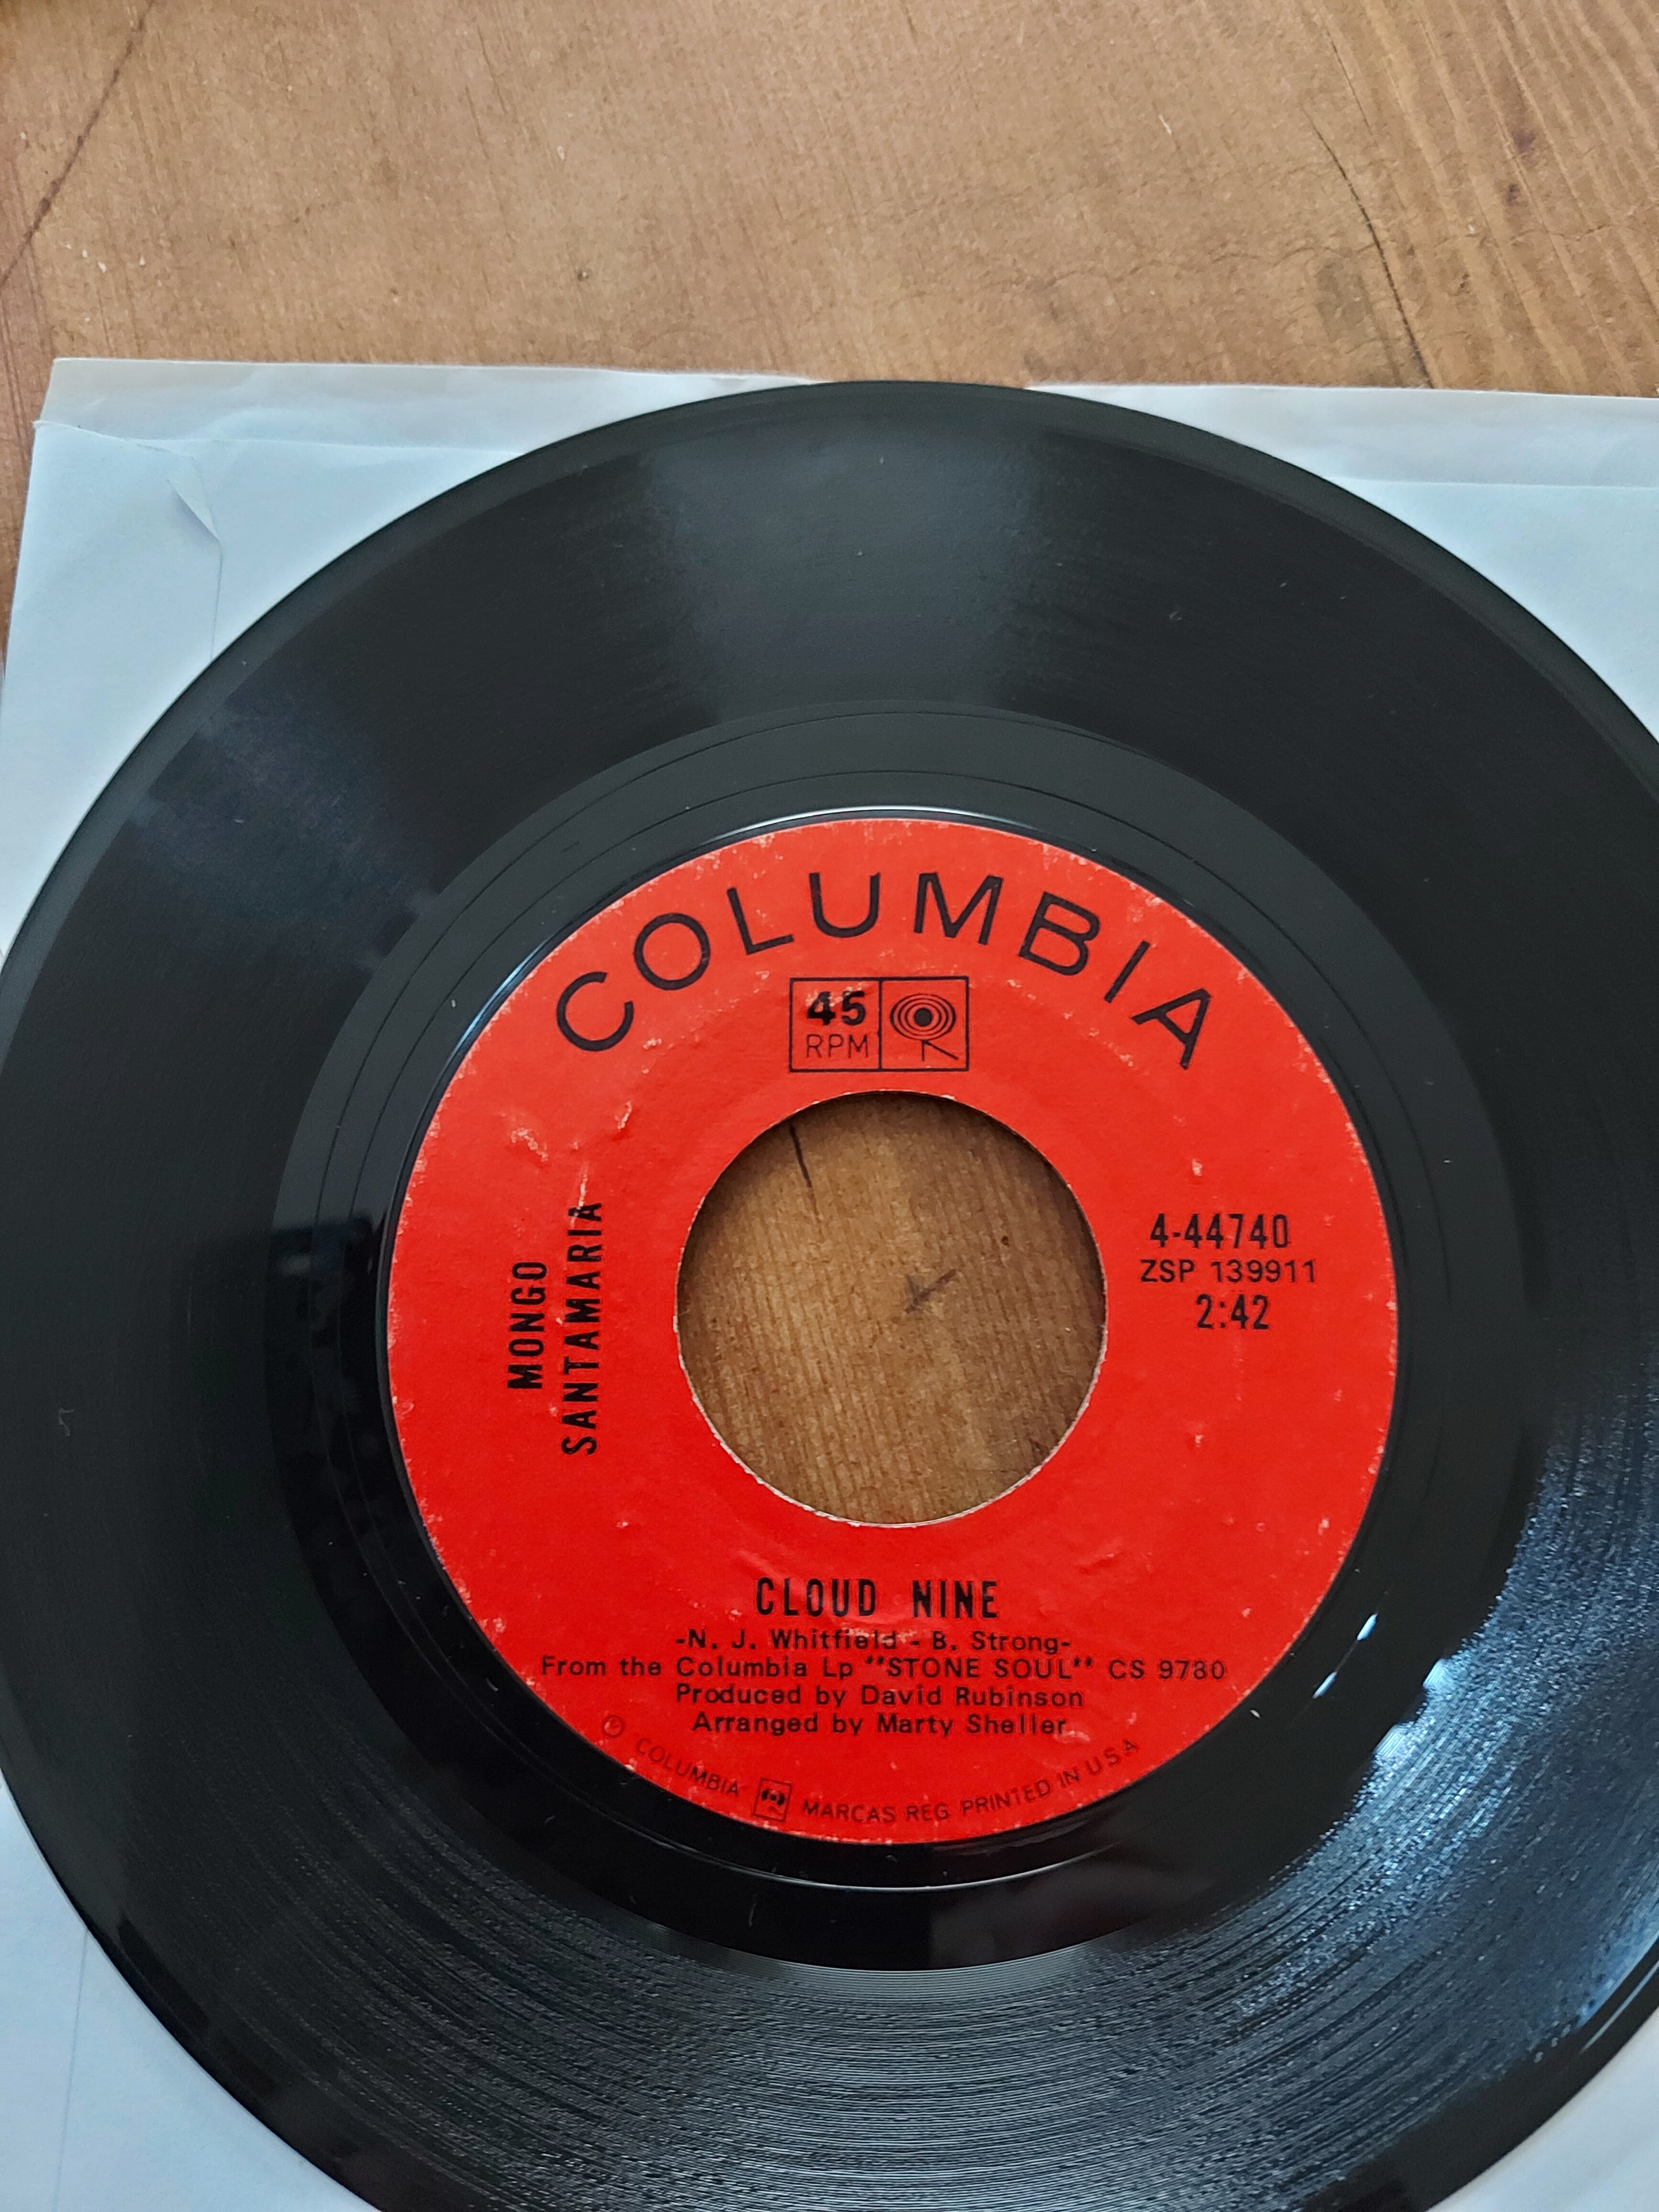 COLUMBIA
45
RPM
MONGO
SANTAMARIA
4-44740
ZSP 139911
2:42
CLOUD NINE
-N. J. Whitfield - B. Strong-
From the Columbia Lp "STONE SOUL" CS 9780
Produced by David Rubinson
Arranged by Marty Sheller
© COLUMBIA MARCAS REG PRINTED IN U S A